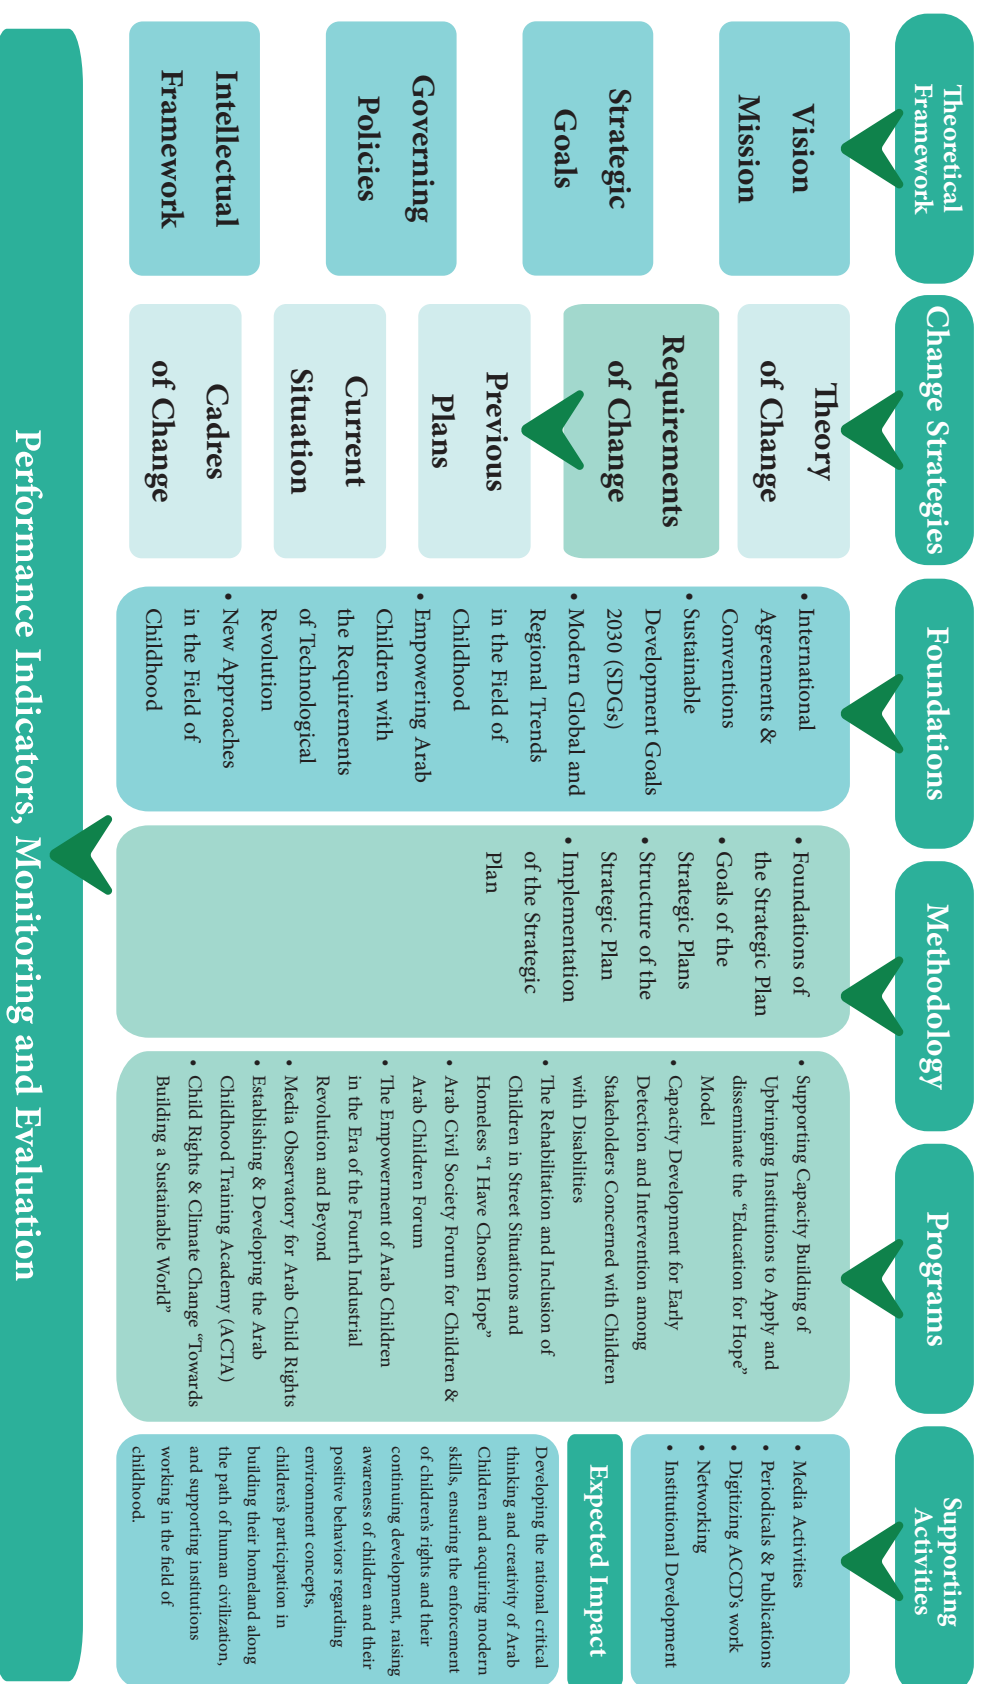 Theoretical
Framework
Vision
Mission
Strategic
Goals
Governing
Policies
Intellectual
Framework
Change Strategies
Theory
of Change
Requirements
of Change
Previous
Plans
Current
Situation
Cadres
of Change
Foundations
• International
Agreements &
Conventions
• Sustainable
Development Goals
2030 (SDGs)
• Modern Global and
Regional Trends
in the Field of
Childhood
• Empowering Arab
Children with
the Requirements
of Technological
Revolution
• New Approaches
in the Field of
Childhood
Methodology
• Foundations of
the Strategic Plan
• Goals of the
Strategic Plans
• Structure of the
Strategic Plan
• Implementation
of the Strategic
Plan
Programs
• Supporting Capacity Building of
Upbringing Institutions to Apply and
disseminate the “Education for Hope”
Model
• Capacity Development for Early
Detection and Intervention among
Stakeholders Concerned with Children
with Disabilities
• The Rehabilitation and Inclusion of
Children in Street Situations and
Homeless “I Have Chosen Hope”
• Arab Civil Society Forum for Children &
Arab Children Forum
• The Empowerment of Arab Children
in the Era of the Fourth Industrial
Revolution and Beyond
• Media Observatory for Arab Child Rights
• Establishing & Developing the Arab
Childhood Training Academy (ACTA)
• Child Rights & Climate Change “Towards
Building a Sustainable World”
Supporting
Activities
• Media Activities
• Periodicals & Publications
• Digitizing ACCD’s work
• Networking
• Institutional Development
Expected Impact
Developing the rational critical
thinking and creativity of Arab
Children and acquiring modern
skills, ensuring the enforcement
of children’s rights and their
continuing development, raising
awareness of children and their
positive behaviors regarding
environment concepts,
children’s participation in
building their homeland along
the path of human civilization,
and supporting institutions
working in the field of
childhood.
Performance Indicators, Monitoring and Evaluation